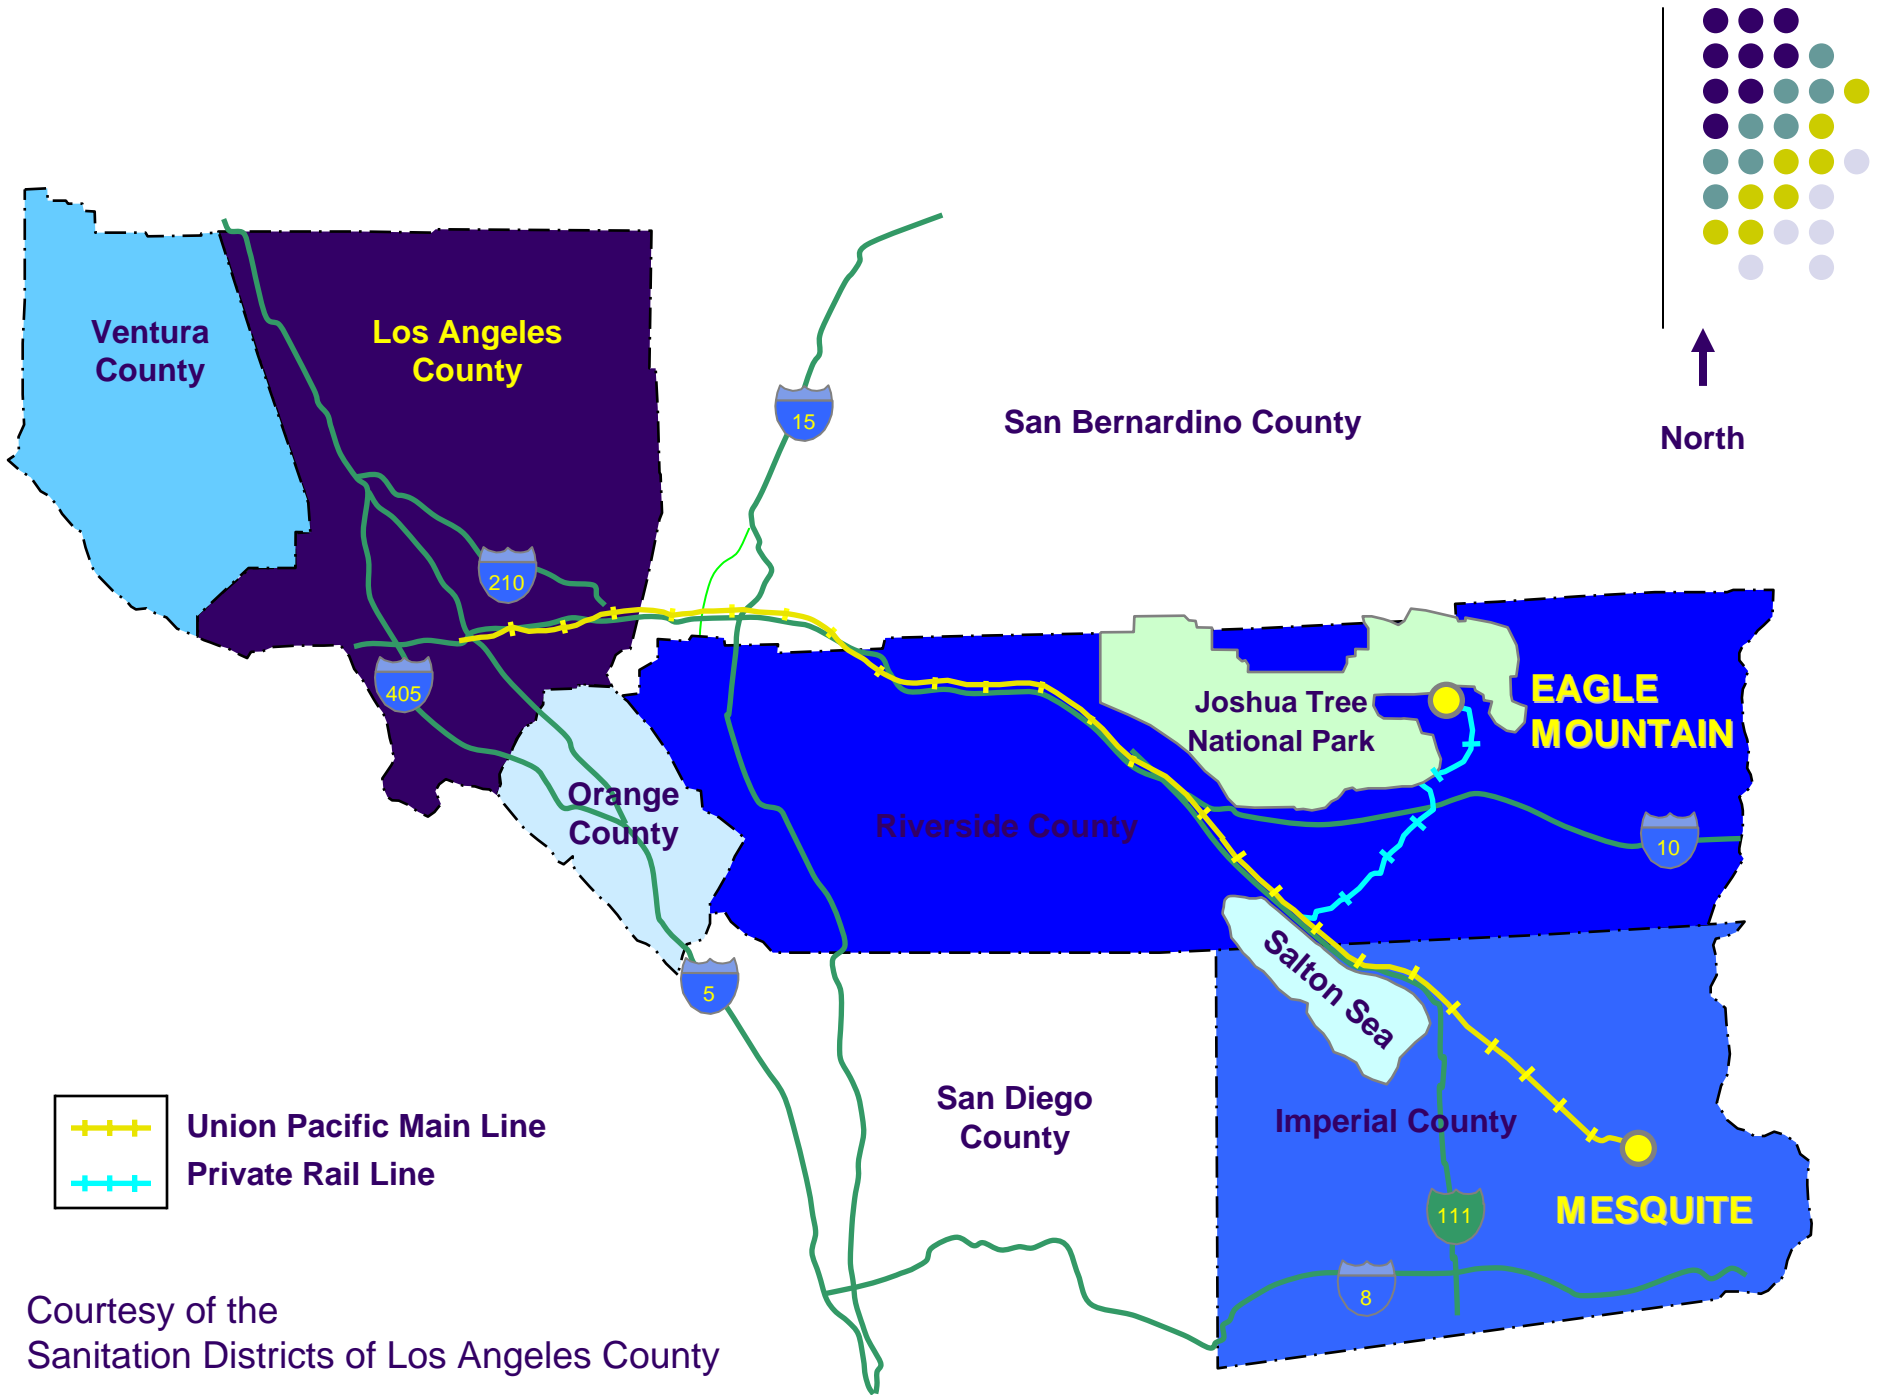 Ventura
County
Los Angeles
County
15
San Bernardino County
North
210
405
Joshua Tree
National Park
EAGLE
MOUNTAIN
Orange
County
Riverside County
10
Salton Sea
5
San Diego
County
Imperial County
MESQUITE
111
8
Union Pacific Main Line
Private Rail Line
Courtesy of the
Sanitation Districts of Los Angeles County